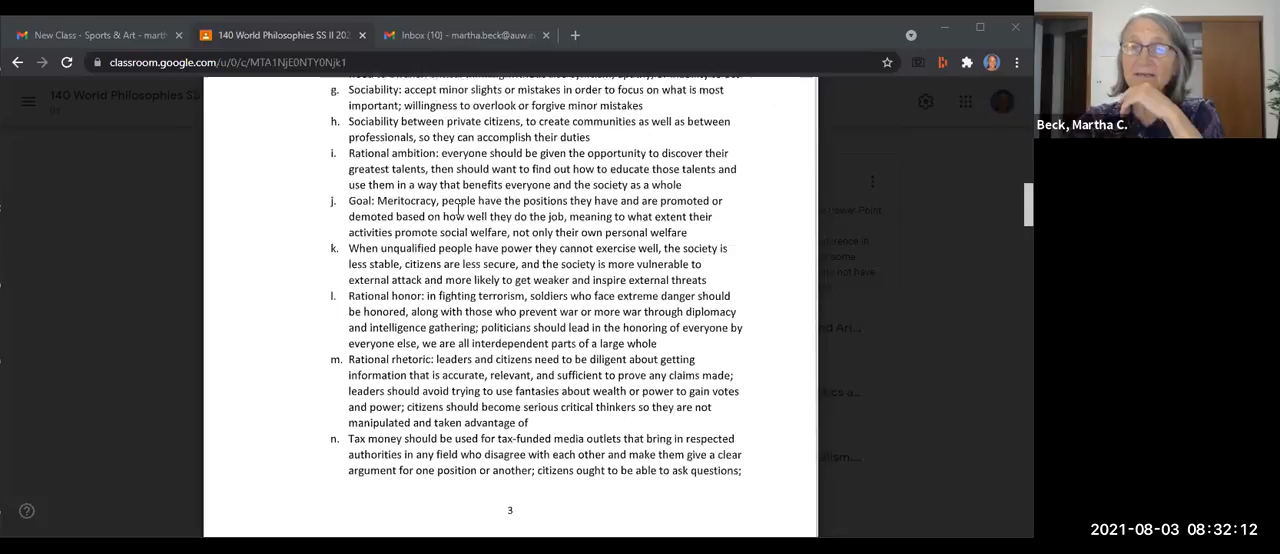 New Class - Sports & Art - marth
140 World Philosophies SS II 202
Inbox (10) - martha.beck@auw.e
classroom.google.com/u/0/c/MTA1NjE0NTY0Njk1
140 World Philosophies SS
g. Sociability: accept minor slights or mistakes in order to focus on what is most
important; willingness to overlook or forgive minor mistakes
h. Sociability between private citizens, to create communities as well as between
professionals, so they can accomplish their duties
i. Rational ambition: everyone should be given the opportunity to discover their
greatest talents, then should want to find out how to educate those talents and
use them in a way that benefits everyone and the society as a whole
j. Goal: Meritocracy, people have the positions they have and are promoted or
demoted based on how well they do the job, meaning to what extent their
activities promote social welfare, not only their own personal welfare
k. When unqualified people have power they cannot exercise well, the society is
less stable, citizens are less secure, and the society is more vulnerable to
external attack and more likely to get weaker and inspire external threats
l. Rational honor: in fighting terrorism, soldiers who face extreme danger should
be honored, along with those who prevent war or more war through diplomacy
and intelligence gathering; politicians should lead in the honoring of everyone by
everyone else, we are all interdependent parts of a large whole
m. Rational rhetoric: leaders and citizens need to be diligent about getting
information that is accurate, relevant, and sufficient to prove any claims made;
leaders should avoid trying to use fantasies about wealth or power to gain votes
and power; citizens should become serious critical thinkers so they are not
manipulated and taken advantage of
n. Tax money should be used for tax-funded media outlets that bring in respected
authorities in any field who disagree with each other and make them give a clear
argument for one position or another; citizens ought to be able to ask questions;
3
Power Point
erence in
some
not have
and Ari...
ics a...
alism....
Beck, Martha C.
2021-08-03 08:32:12